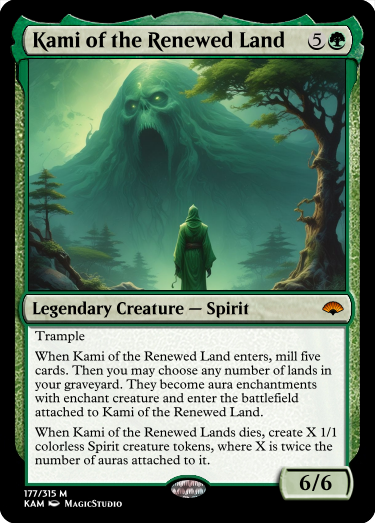 Kami of the Renewed Land 5
Legendary Creature — Spirit
Trample
When Kami of the Renewed Land enters, mill five
cards. Then you may choose any number of lands in
your graveyard. They become aura enchantments
with enchant creature and enter the battlefield
attached to Kami of the Renewed Land.
When Kami of the Renewed Lands dies, create X 1/1
colorless Spirit creature tokens, where X is twice the
number of auras attached to it.
6/6
177/315 M
KAM MagicStudio